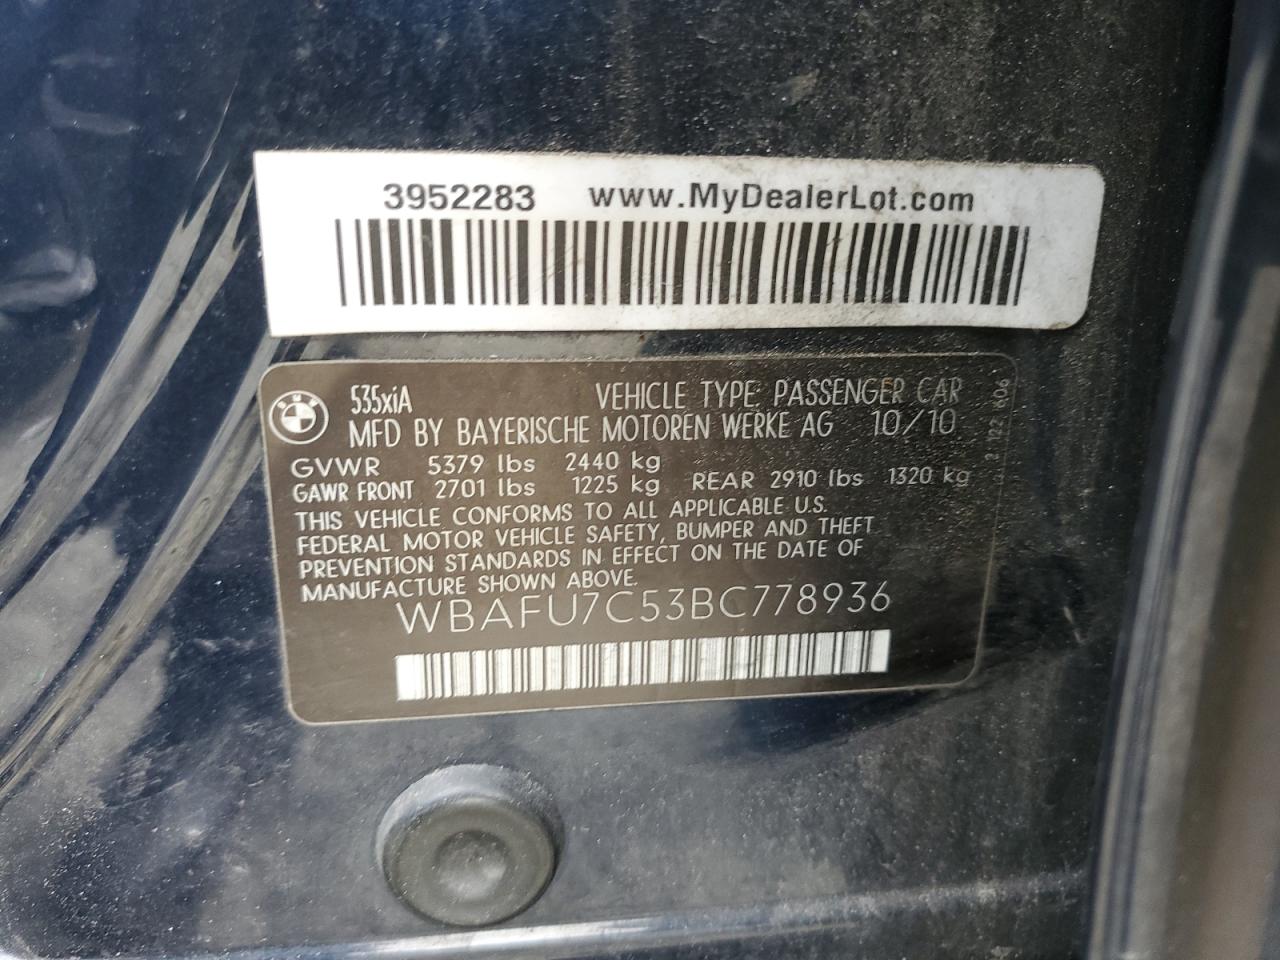 3952283 www.MyDealerLot.com
BMW 535xiA VEHICLE TYPE: PASSENGER CAR
MFD BY BAYERISCHE MOTOREN WERKE AG 10/10
GVWR 5379 lbs 2440 kg
GAWR FRONT 2701 lbs 1225 kg REAR 2910 lbs 1320 kg
THIS VEHICLE CONFORMS TO ALL APPLICABLE U.S.
FEDERAL MOTOR VEHICLE SAFETY, BUMPER AND THEFT
PREVENTION STANDARDS IN EFFECT ON THE DATE OF
MANUFACTURE SHOWN ABOVE.
WBAFU7C53BC778936